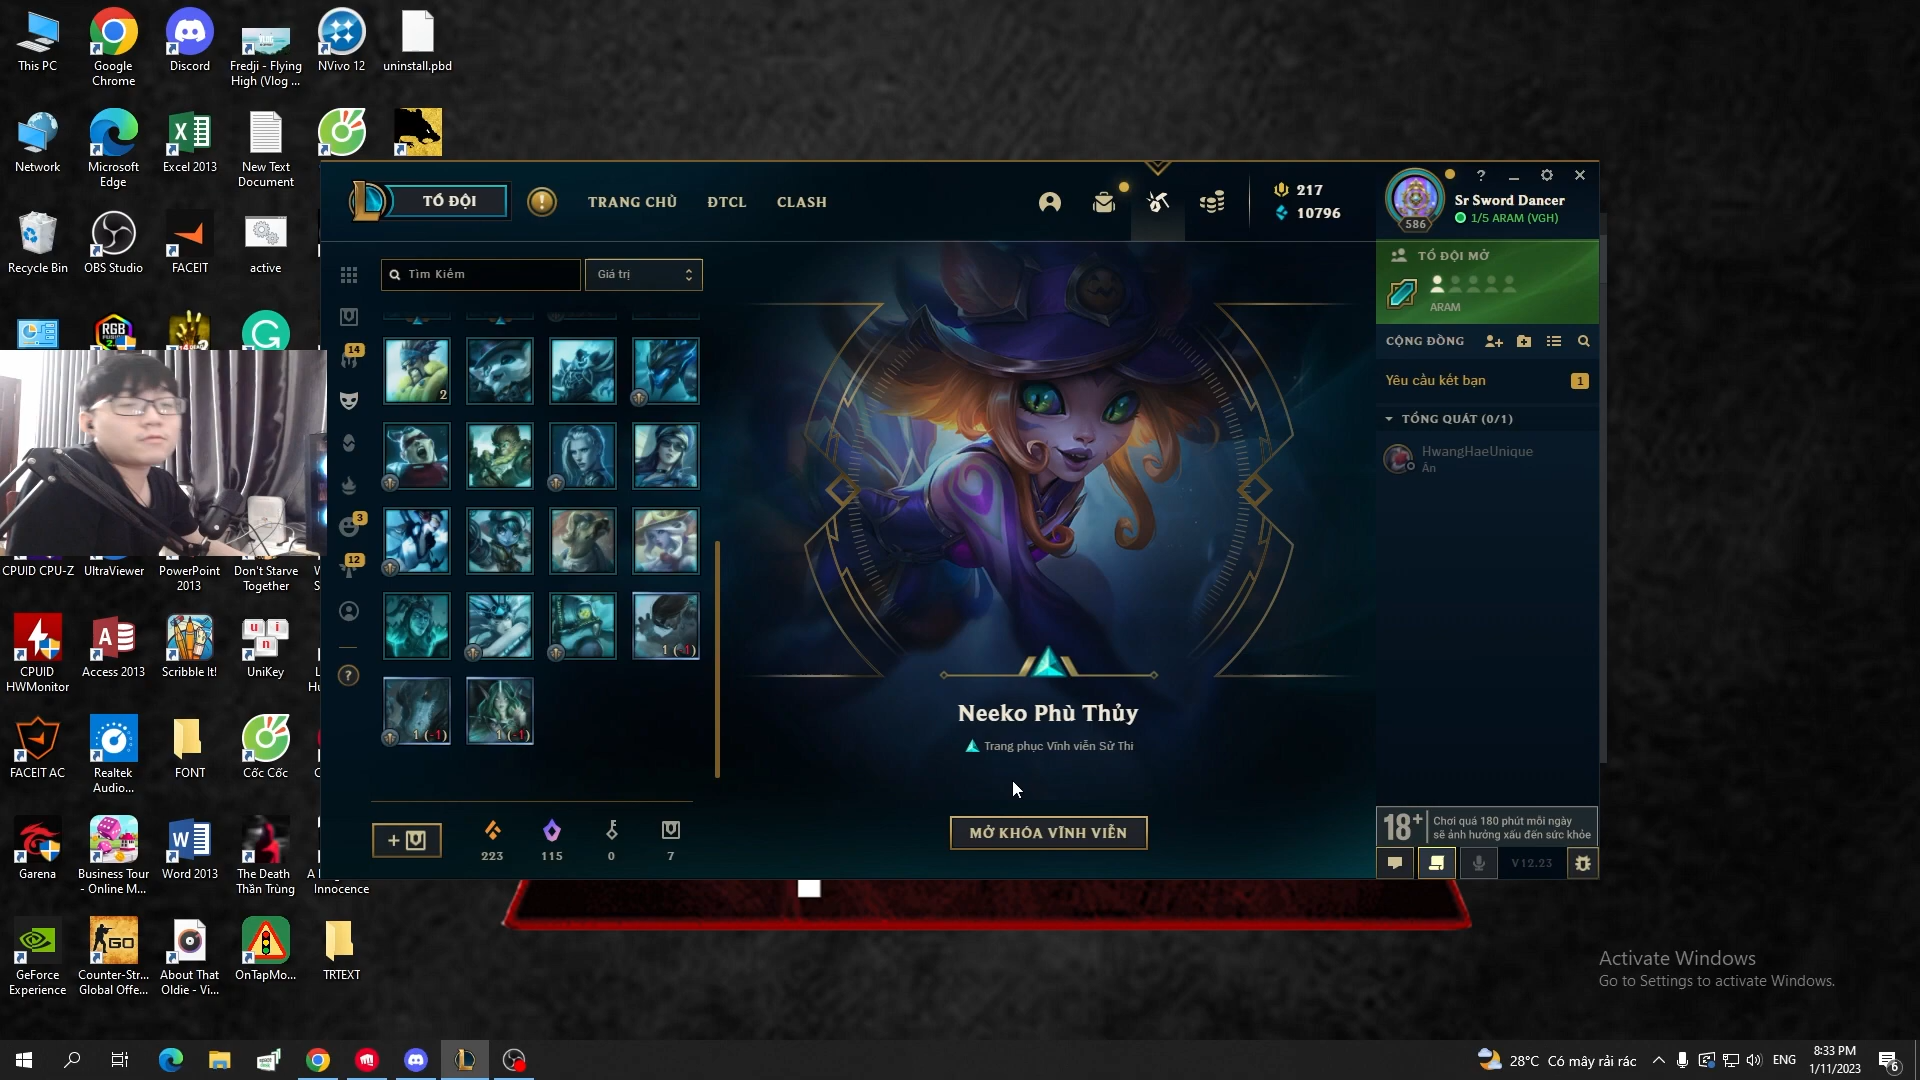 This PC
Google
Chrome
Discord
Fredji - Flying
High (Vlog ...
NVivo 12
uninstall.pbd
Network
Microsoft
Edge
Excel 2013
New Text
Document
Recycle Bin
OBS Studio
FACEIT
active
CPUID CPU-Z
UltraViewer
PowerPoint
2013
Don't Starve
Together
CPUID
HWMonitor
Access 2013
Scribble It!
UniKey
FACEIT AC
Realtek
Audio...
FONT
Cốc Cốc
Garena
Business Tour
- Online M...
Word 2013
The Death
Thần Trùng
Innocence
GeForce
Experience
Counter-Str...
Global Offe...
About That
Oldie - Vi...
OnTapMo...
TRTEXT
TỔ ĐỘI
TRANG CHỦ
ĐTCL
CLASH
217
10796
586
Sr Sword Dancer
1/5 ARAM (VGH)
Tìm Kiếm
Giá trị
14
3
12
2
1 (-1)
1 (-1)
1 (-1)
Neeko Phù Thủy
Trang phục Vĩnh viễn Sử Thi
MỞ KHÓA VĨNH VIỄN
223
115
0
7
TỔ ĐỘI MỞ
ARAM
CỘNG ĐỒNG
Yêu cầu kết bạn
1
TỔNG QUÁT (0/1)
HwangHaeUnique
Ẩn
18+
Chơi quá 180 phút mỗi ngày
sẽ ảnh hưởng xấu đến sức khỏe
V12.23
Activate Windows
Go to Settings to activate Windows.
28°C
Có mây rải rác
ENG
8:33 PM
1/11/2023
6